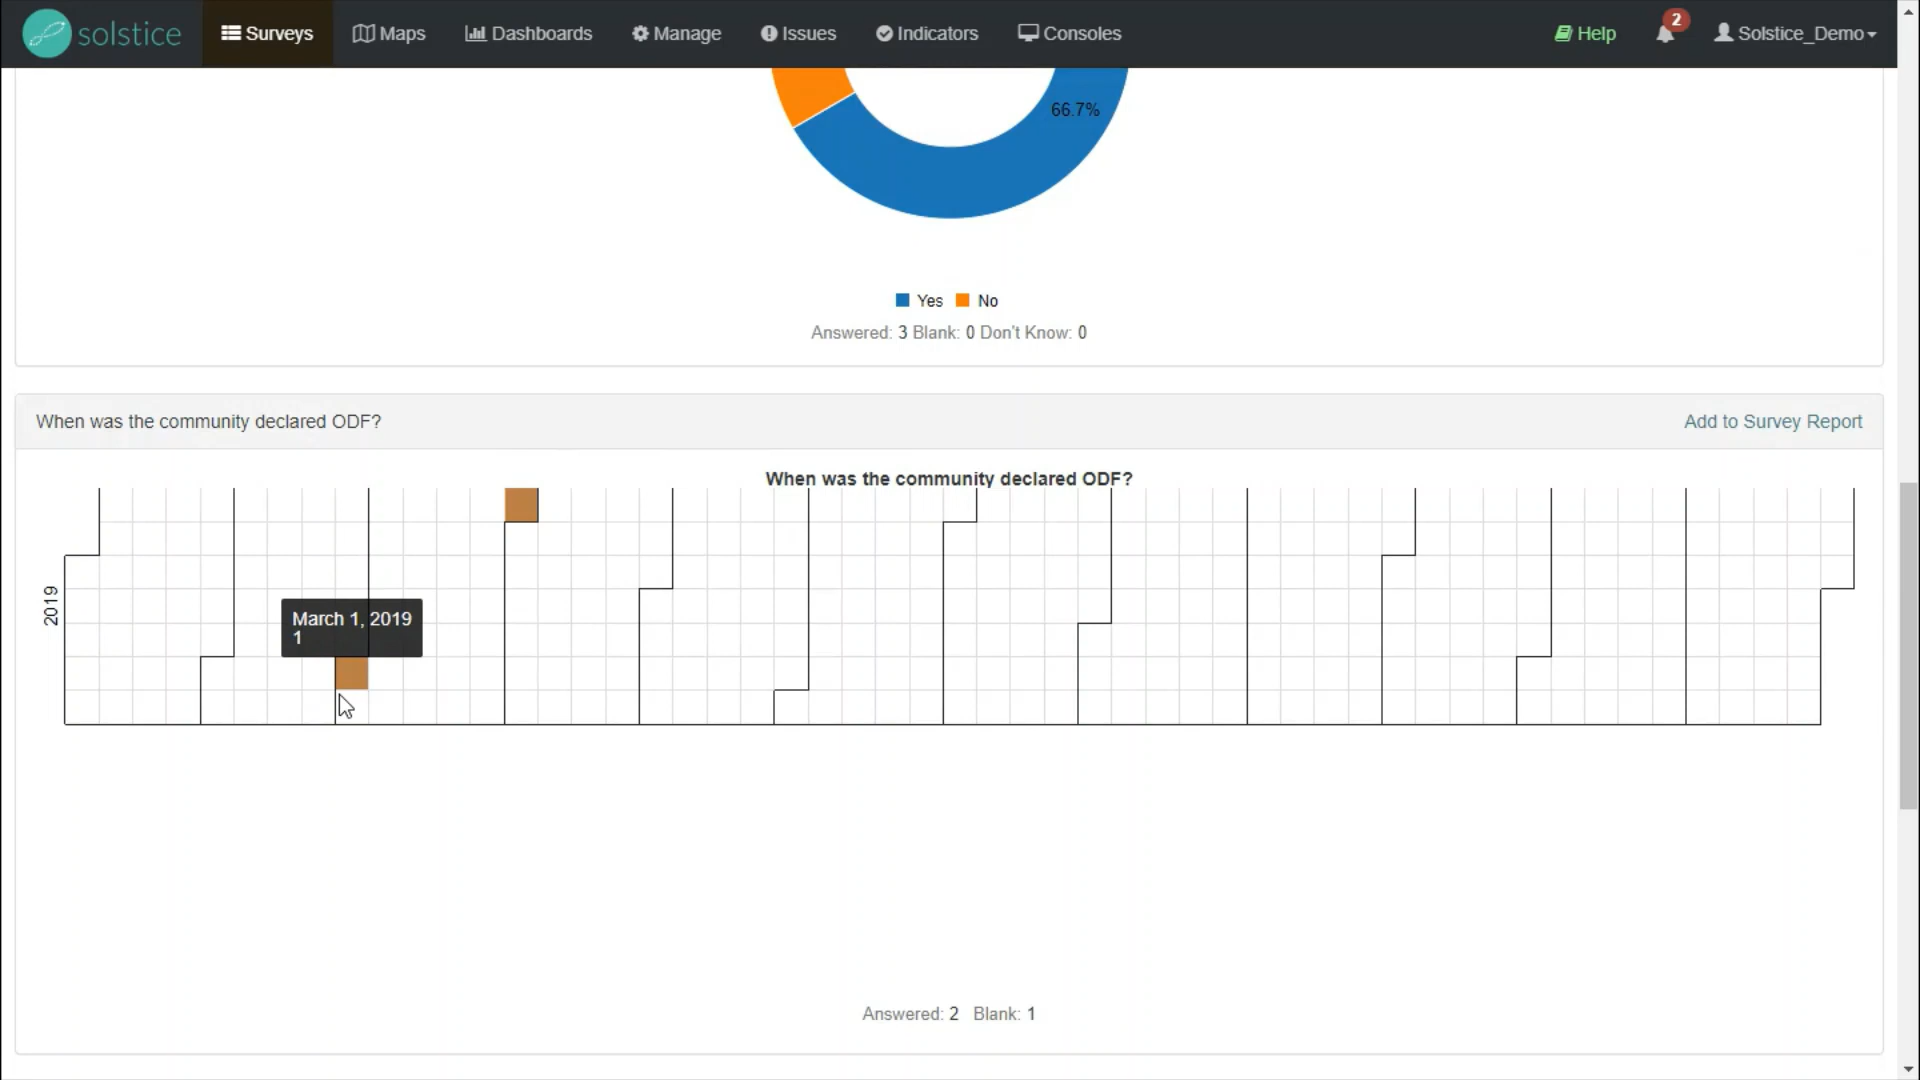 solstice Surveys Maps Dashboards Manage Issues Indicators Consoles Help 2 Solstice_Demo
66.7%
Yes No
Answered: 3 Blank: 0 Don't Know: 0
When was the community declared ODF? Add to Survey Report
When was the community declared ODF?
2019
March 1, 2019
1
Answered: 2 Blank: 1